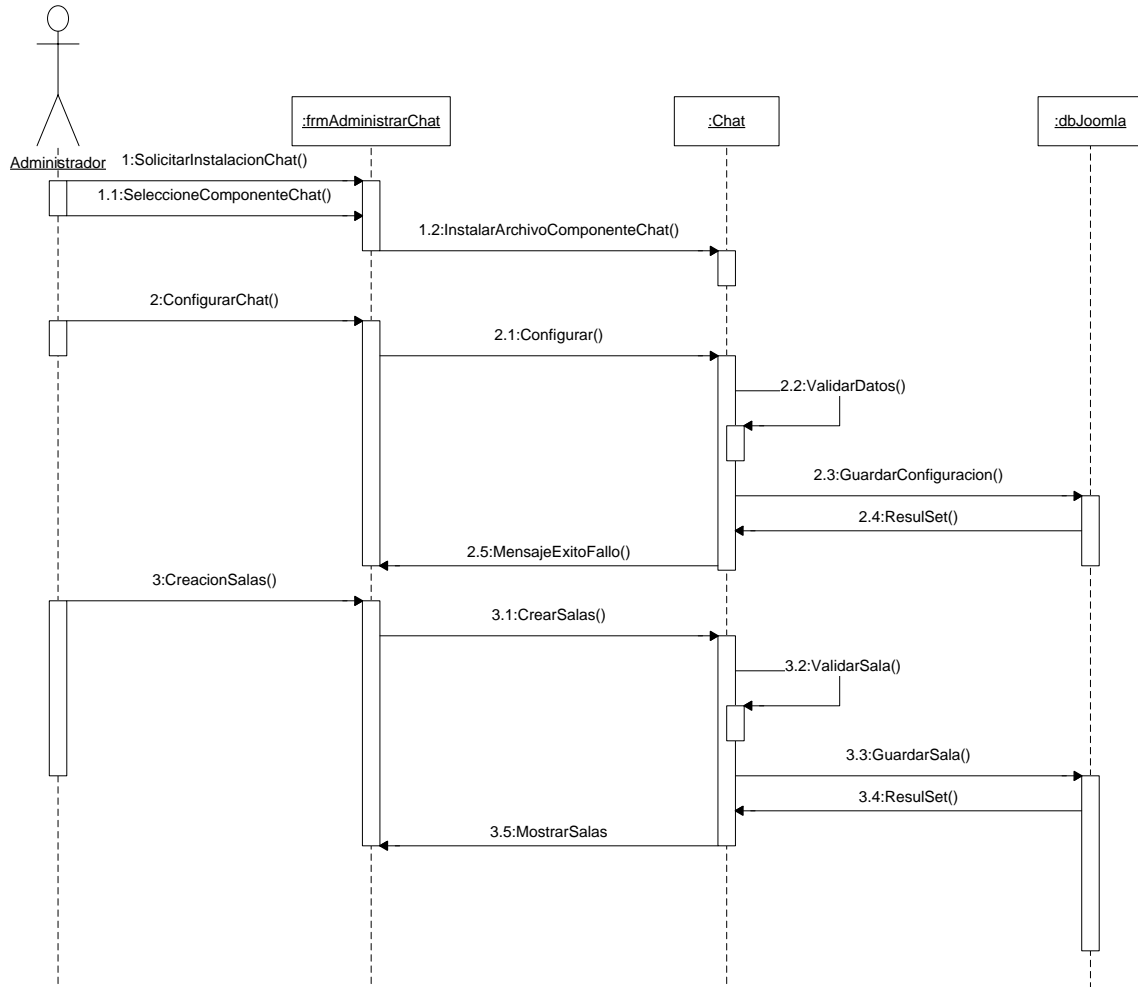 :frmAdministrarChat
:Chat
:dbJoomla
Administrador
1:SolicitarInstalacionChat()
1.1:SeleccioneComponenteChat()
1.2:InstalarArchivoComponenteChat()
2:ConfigurarChat()
2.1:Configurar()
2.2:ValidarDatos()
2.3:GuardarConfiguracion()
2.4:ResulSet()
2.5:MensajeExitoFallo()
3:CreacionSalas()
3.1:CrearSalas()
3.2:ValidarSala()
3.3:GuardarSala()
3.4:ResulSet()
3.5:MostrarSalas